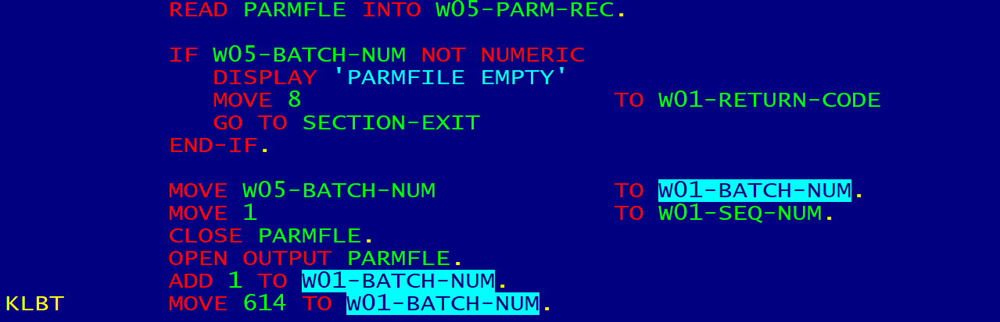 READ PARMFLE INTO W05-PARM-REC.
IF W05-BATCH-NUM NOT NUMERIC
DISPLAY 'PARMFILE EMPTY'
MOVE 8 TO W01-RETURN-CODE
GO TO SECTION-EXIT
END-IF.
MOVE W05-BATCH-NUM TO W01-BATCH-NUM.
MOVE 1 TO W01-SEQ-NUM.
CLOSE PARMFLE.
OPEN OUTPUT PARMFLE.
ADD 1 TO W01-BATCH-NUM.
KLBT MOVE 614 TO W01-BATCH-NUM.